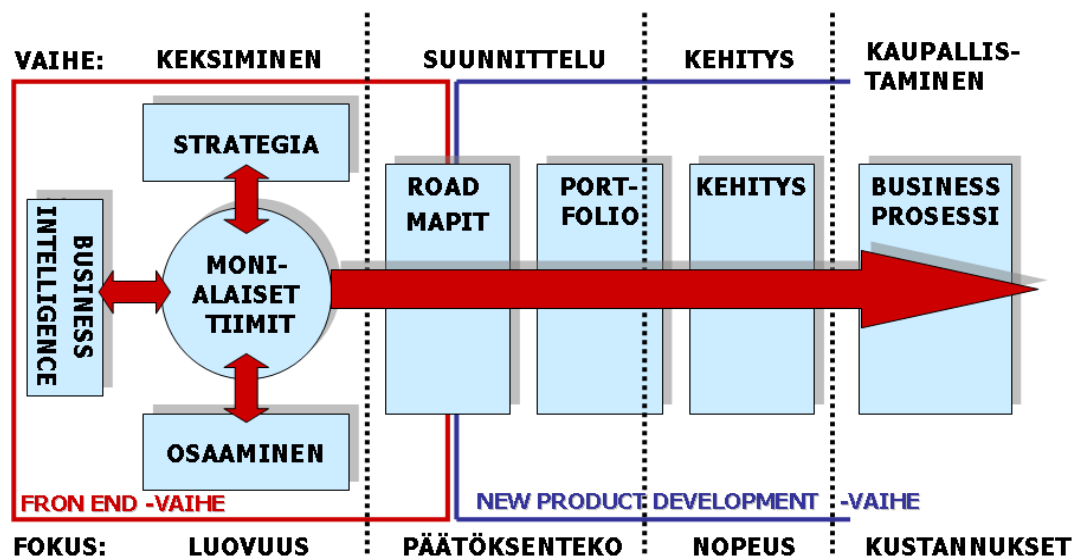 VAIHE: KEKSIMINEN SUUNNITTELU KEHITYS KAUPALLIS-
TAMINEN
STRATEGIA
BUSINESS
INTELLIGENCE
MONI-
ALAISET
TIIMIT
OSAAMINEN
ROAD
MAPIT
PORT-
FOLIO
KEHITYS
BUSINESS
PROSESSI
FRON END -VAIHE
NEW PRODUCT DEVELOPMENT -VAIHE
FOKUS: LUOVUUS PÄÄTÖKSENTEKO NOPEUS KUSTANNUKSET